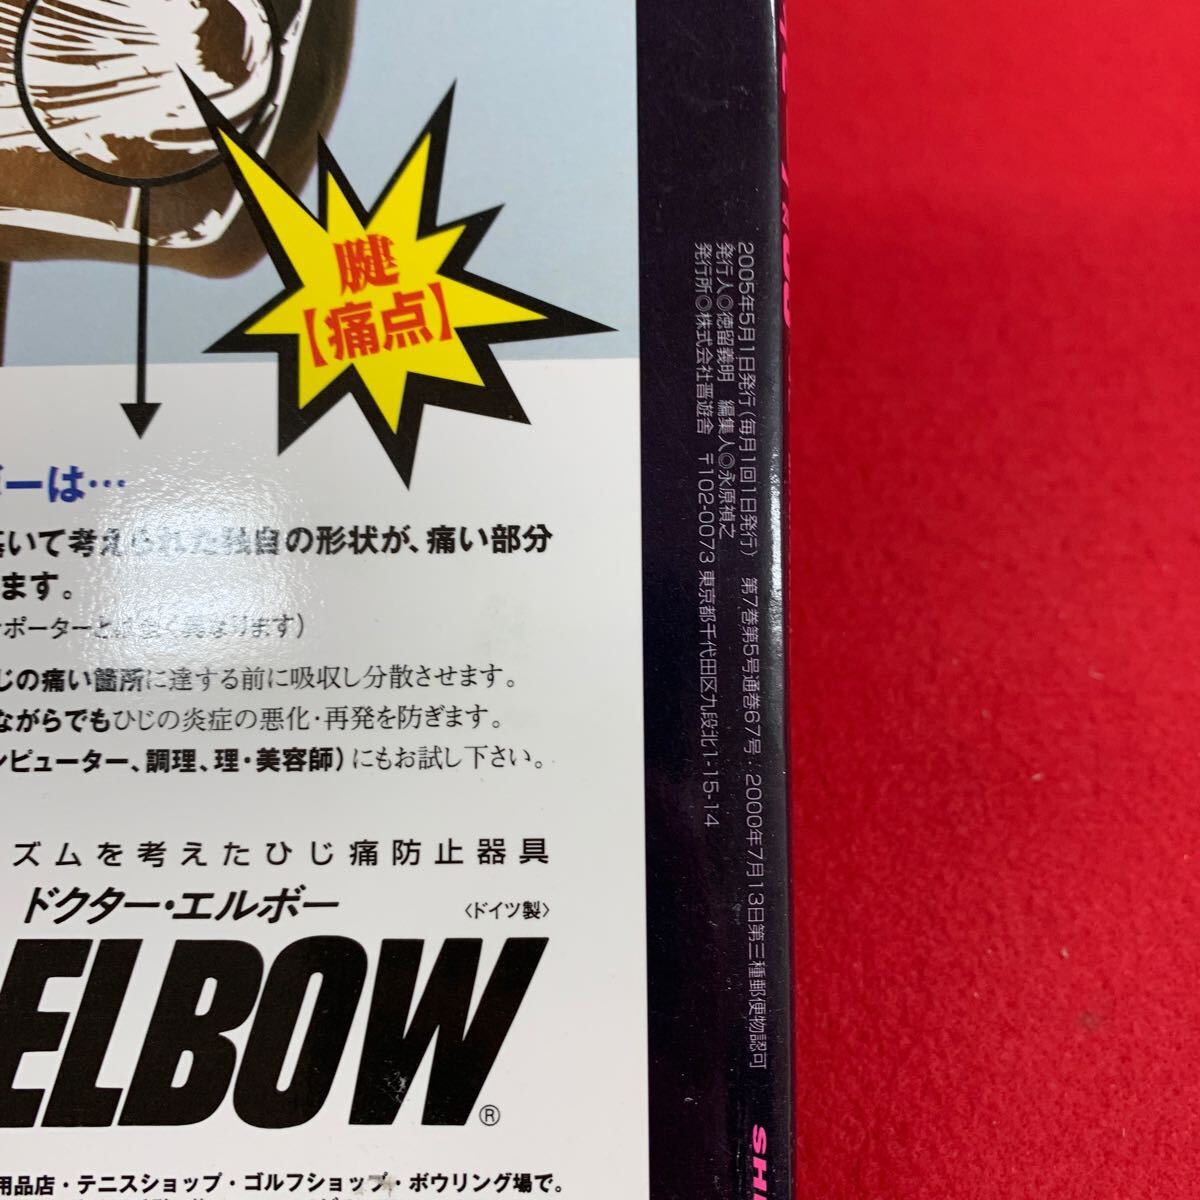 腱
【痛点】
ーは…
いて考えられた独自の形状が、痛い部分
ます。
ポーターとは全く異なります)
じの痛い箇所に達する前に吸収し分散させます。
ながらでもひじの炎症の悪化・再発を防ぎます。
ンピューター、調理、理・美容師)にもお試し下さい。
ズムを考えたひじ痛防止器具
ドクター・エルボー
〈ドイツ製〉
ELBOW®
用品店・テニスショップ・ゴルフショップ・ボウリング場で。
2005年5月1日発行(毎月1回1日発行) 第7巻第5号通巻67号:2000年7月13日第三種郵便物認可
発行人◎徳留義明 編集人◎永原禎之
発行所◎株式会社晋遊舎 〒102-0073 東京都千代田区九段北1-15-14
SH